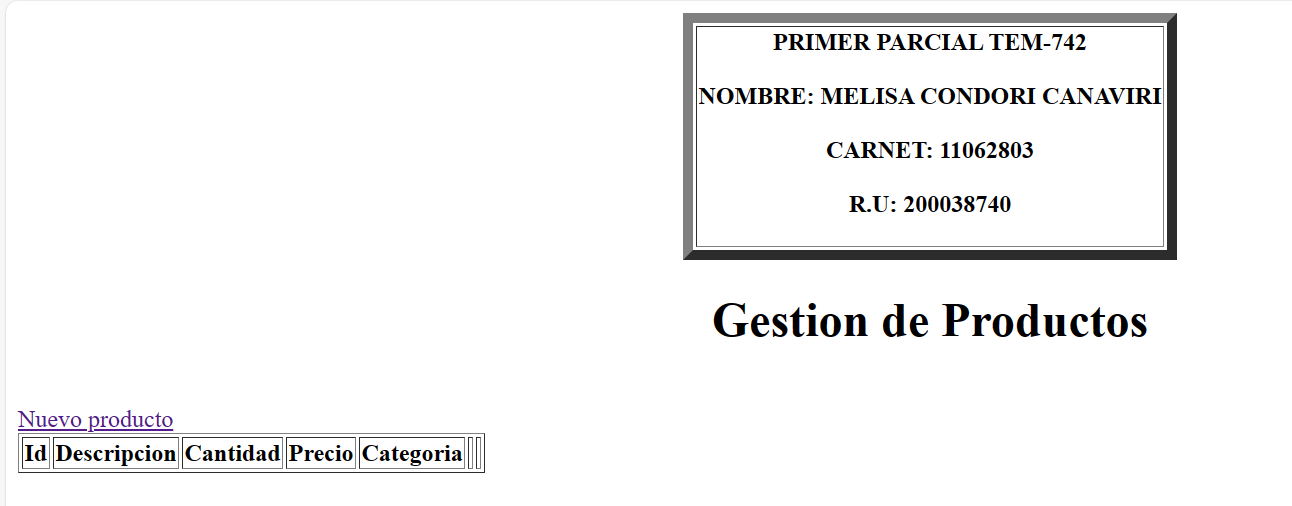 PRIMER PARCIAL TEM-742
NOMBRE: MELISA CONDORI CANAVIRI
CARNET: 11062803
R.U: 200038740
Gestion de Productos
Nuevo producto
Id Descripcion Cantidad Precio Categoria